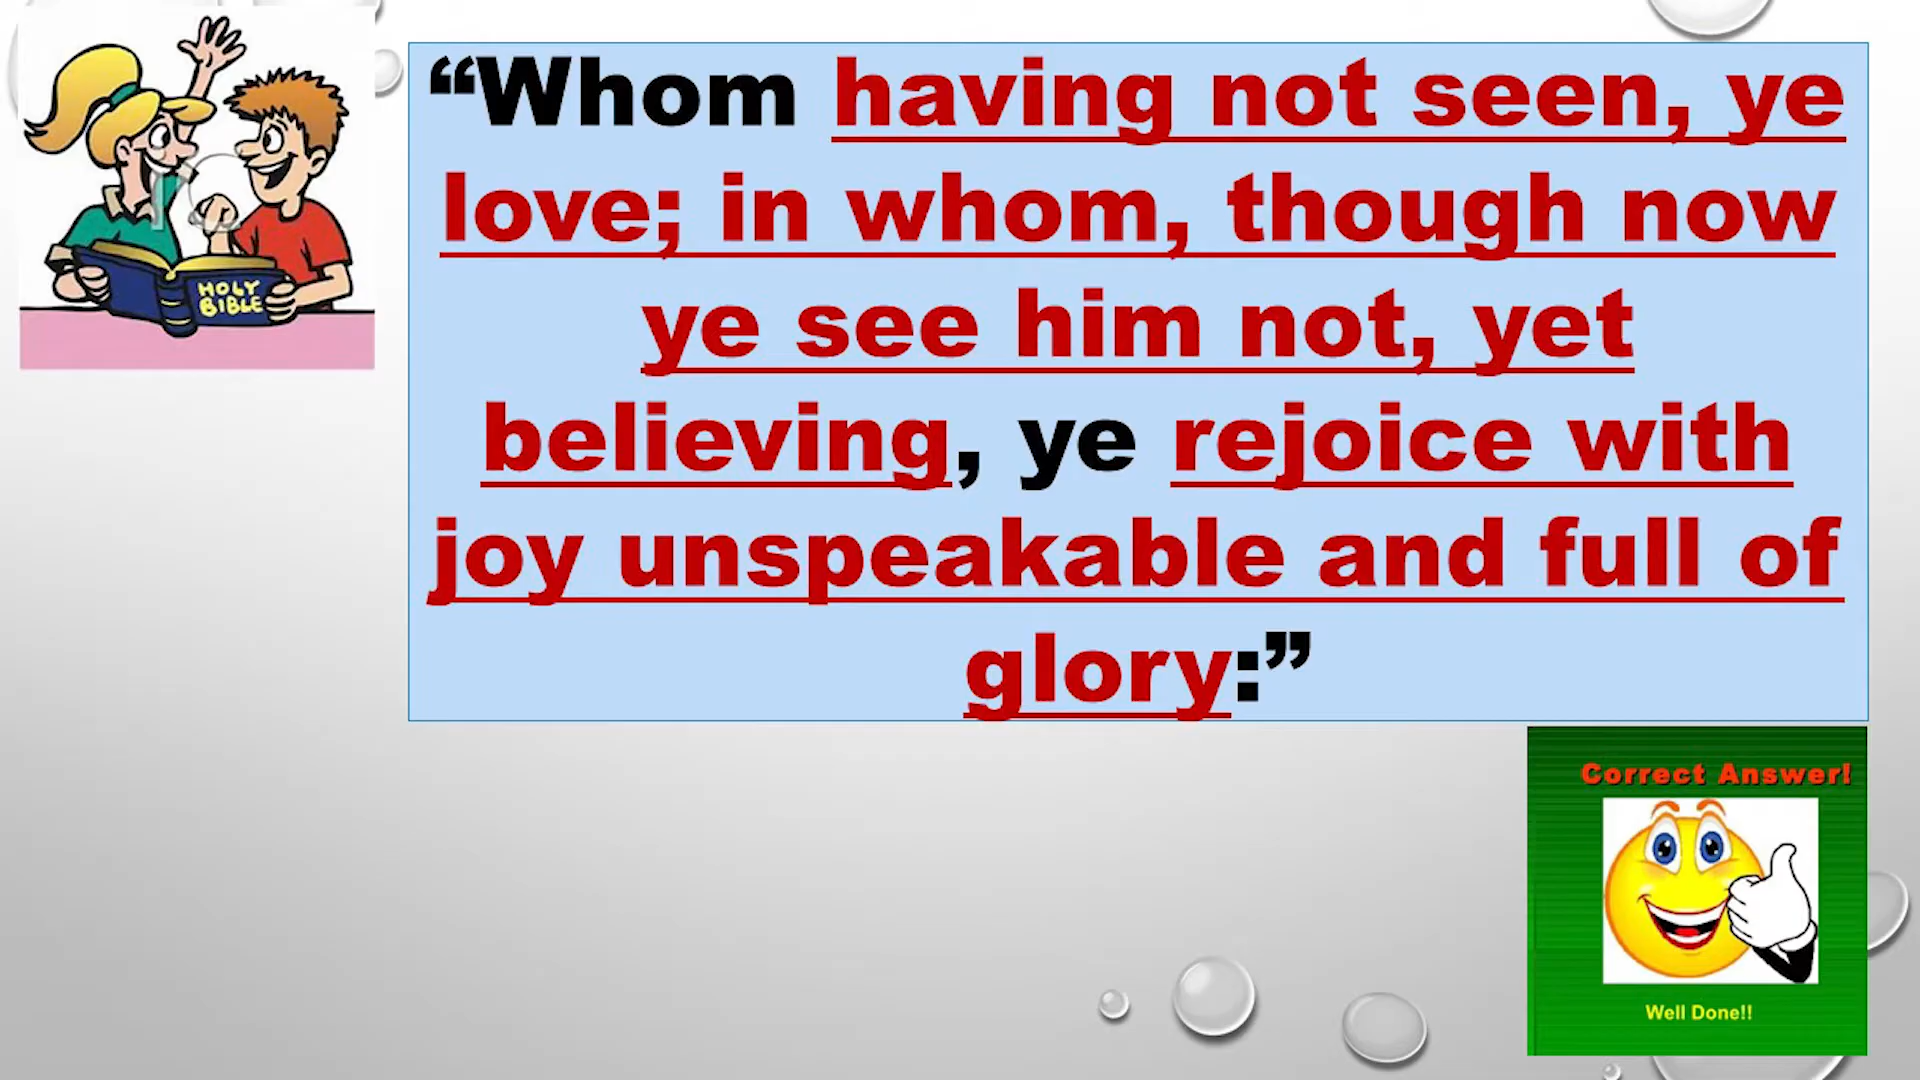 “Whom having not seen, ye
love; in whom, though now
ye see him not, yet
believing, ye rejoice with
joy unspeakable and full of
glory:”
HOLY
BIBLE
Correct Answer!
Well Done!!